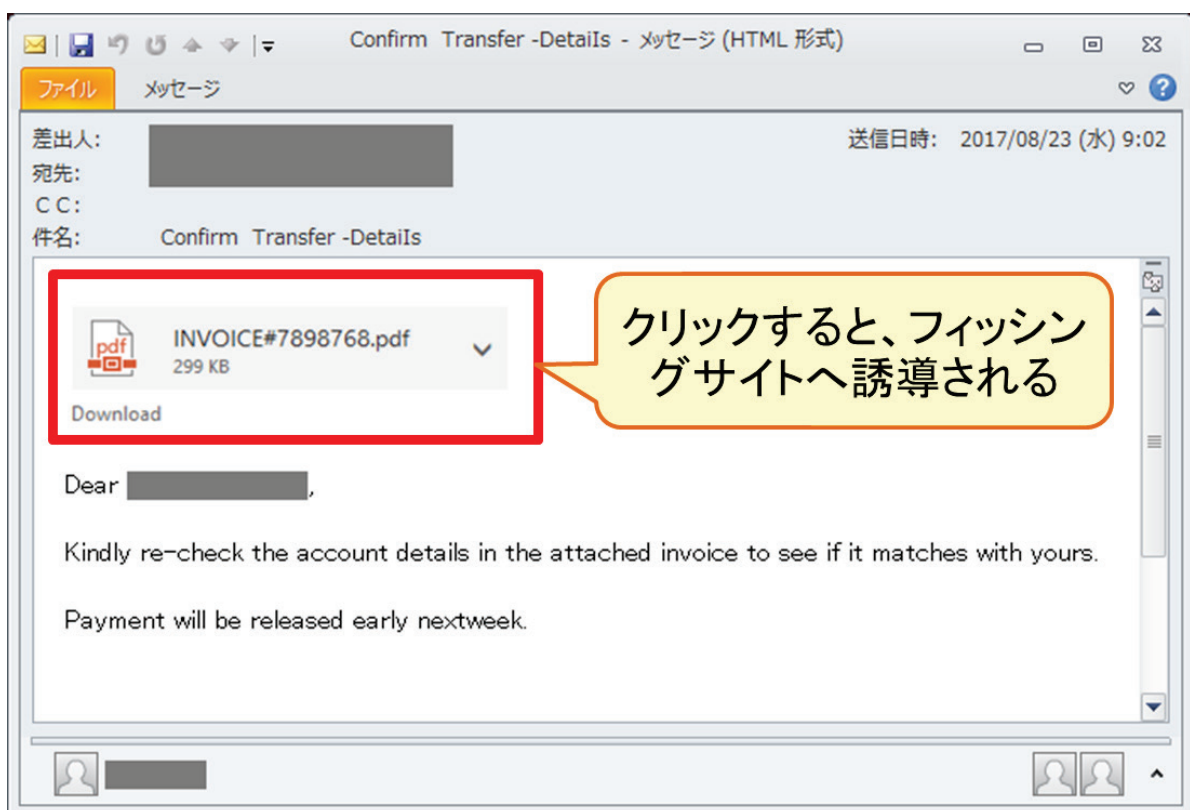 Confirm Transfer -DetaiIs - メッセージ (HTML 形式)
ファイル メッセージ
差出人: 送信日時: 2017/08/23 (水) 9:02
宛先:
CC:
件名: Confirm Transfer -DetaiIs
pdf INVOICE#7898768.pdf
299 KB
Download
クリックすると、フィッシン
グサイトへ誘導される
Dear ,
Kindly re-check the account details in the attached invoice to see if it matches with yours.
Payment will be released early nextweek.